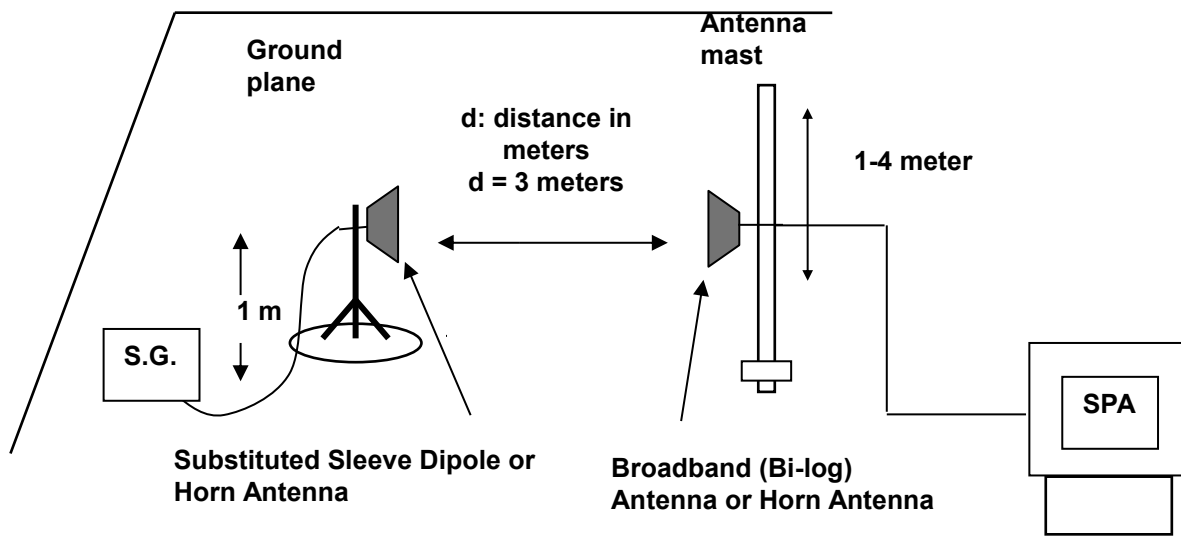 Ground
plane
Antenna
mast
d: distance in
meters
d = 3 meters
1-4 meter
1 m
S.G.
SPA
Substituted Sleeve Dipole or
Horn Antenna
Broadband (Bi-log)
Antenna or Horn Antenna